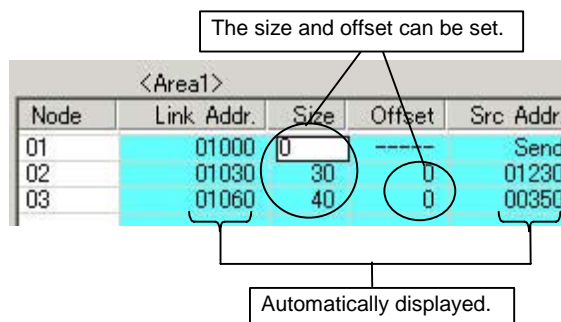 The size and offset can be set.
<Area1>
Node Link Addr. Size Offset Src Addr.
01 01000 0 ----- Send
02 01030 30 0 01230
03 01060 40 0 00350
Automatically displayed.